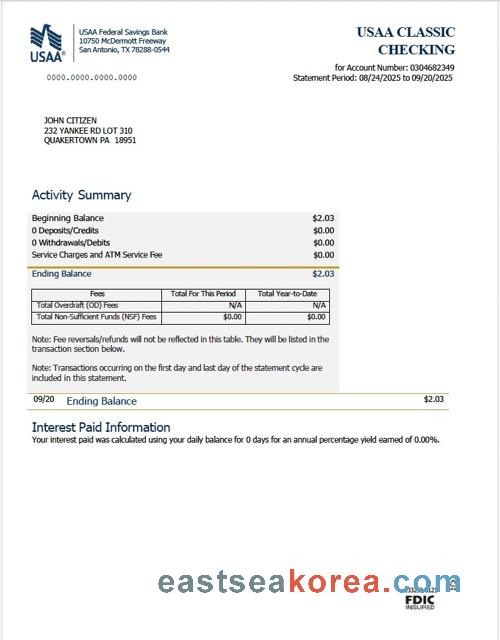 USAA®
USAA Federal Savings Bank
10750 McDermott Freeway
San Antonio, TX 78288-0544
USAA CLASSIC
CHECKING
for Account Number: 0304682349
Statement Period: 08/24/2025 to 09/20/2025
0000.0000.0000.0000
JOHN CITIZEN
232 YANKEE RD LOT 310
QUAKERTOWN PA 18951
Activity Summary
Beginning Balance $2.03
0 Deposits/Credits $0.00
0 Withdrawals/Debits $0.00
Service Charges and ATM Service Fee $0.00
Ending Balance $2.03
Fees Total For This Period Total Year-to-Date
Total Overdraft (OD) Fees N/A N/A
Total Non-Sufficient Funds (NSF) Fees $0.00 $0.00
Note: Fee reversals/refunds will not be reflected in this table. They will be listed in the
transaction section below.
Note: Transactions occurring on the first day and last day of the statement cycle are
included in this statement.
09/20 Ending Balance $2.03
Interest Paid Information
Your interest paid was calculated using your daily balance for 0 days for an annual percentage yield earned of 0.00%.
eastseakorea.com
FDIC
INSURED